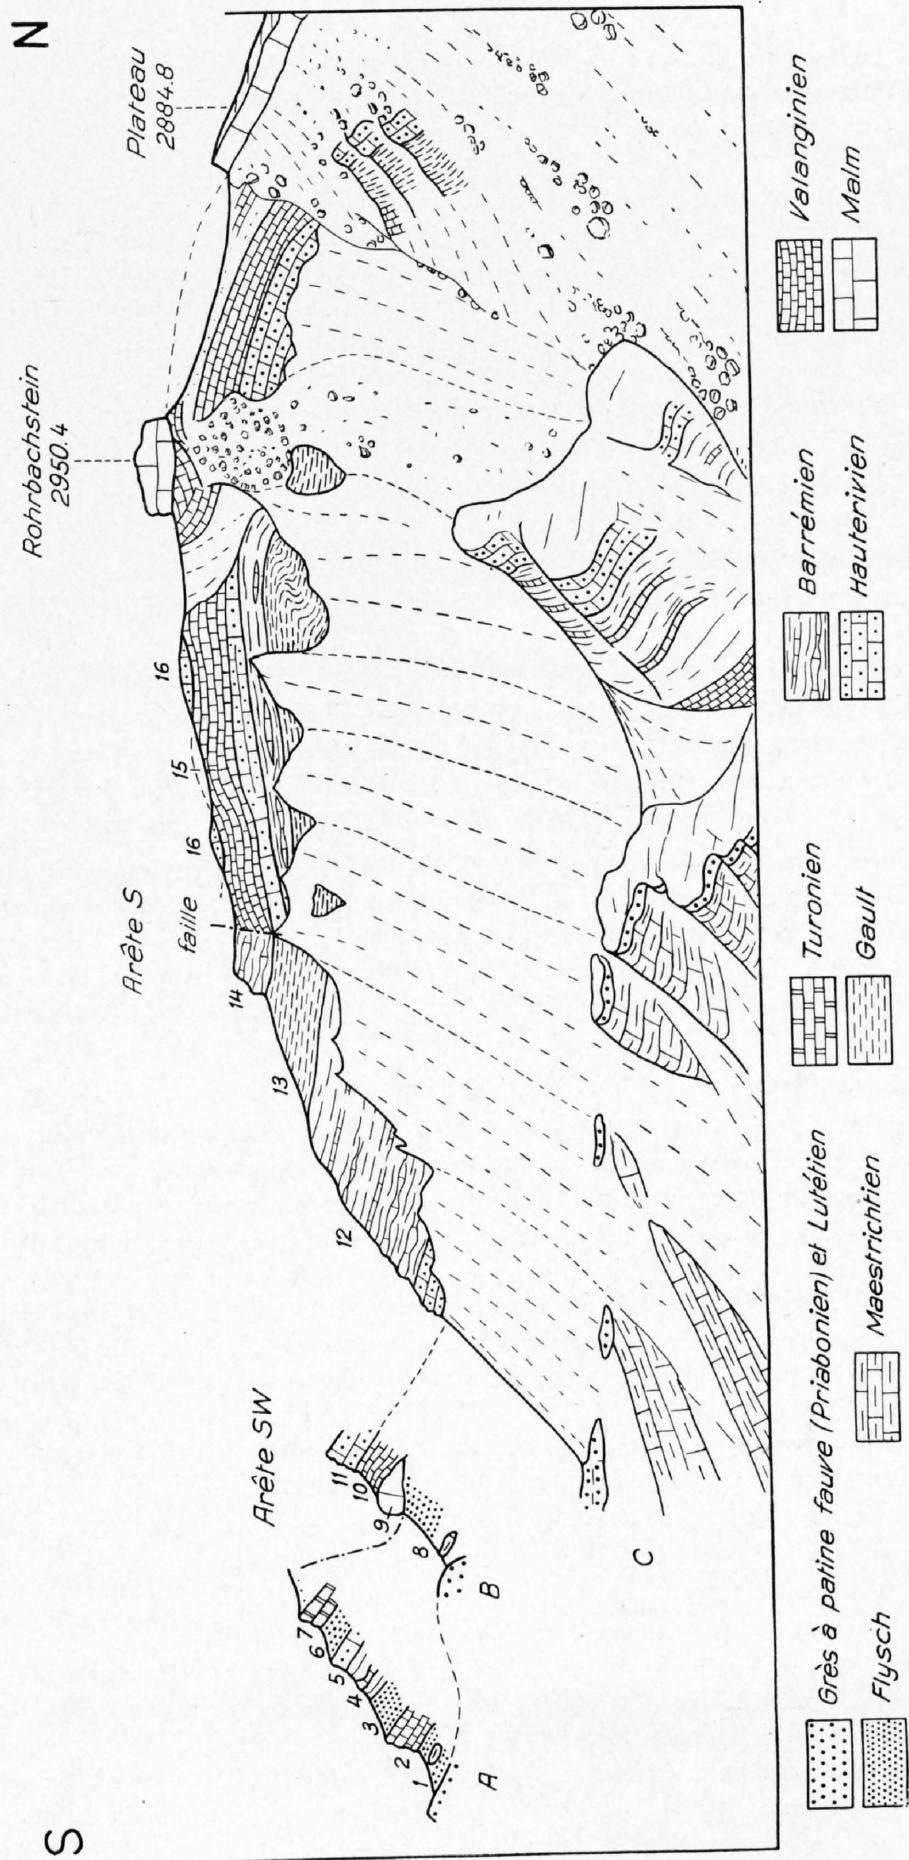 S
N
Rohrbachstein
2950.4
Plateau
2884.8
Arête S
faille
Arête SW
1
2
3
4
5
6
7
8
9
10
11
12
13
14
16
15
16
A
B
C
Grès à patine fauve (Priabonien) et Lutétien
Flysch
Maestrichtien
Turonien
Gault
Barrémien
Hauterivien
Valanginien
Malm